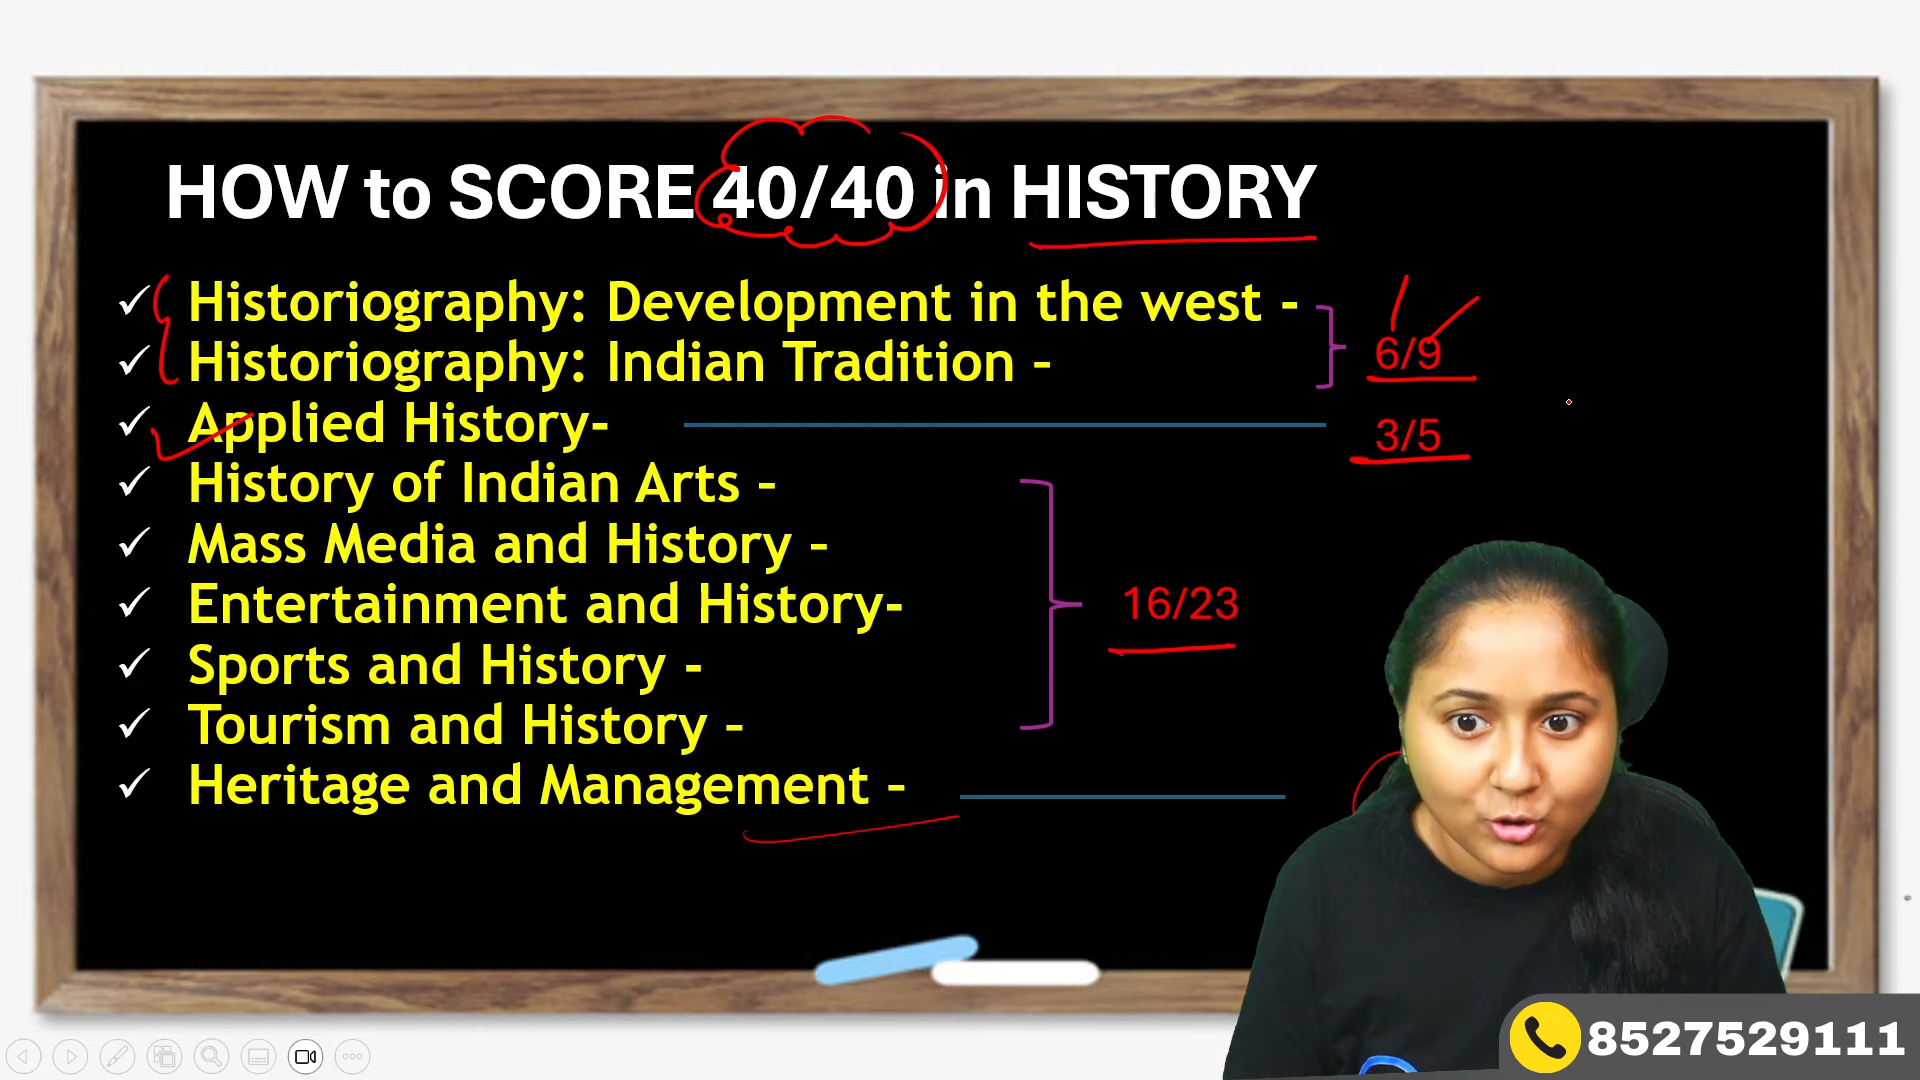 HOW to SCORE 40/40 in HISTORY
Historiography: Development in the west -
Historiography: Indian Tradition -
6/9
Applied History-
3/5
History of Indian Arts -
Mass Media and History -
Entertainment and History-
16/23
Sports and History -
Tourism and History -
Heritage and Management -
8527529111